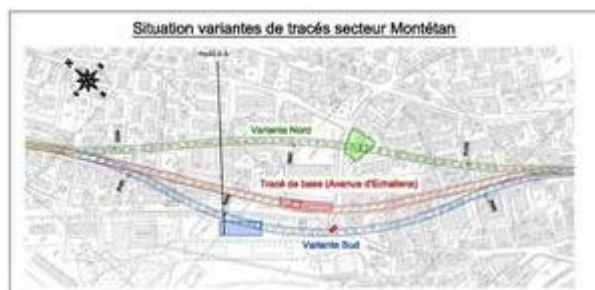 Situation variantes de tracés secteur Montétan
Variante Nord
Tracé de base (Avenue d'Echallens)
Variante Sud